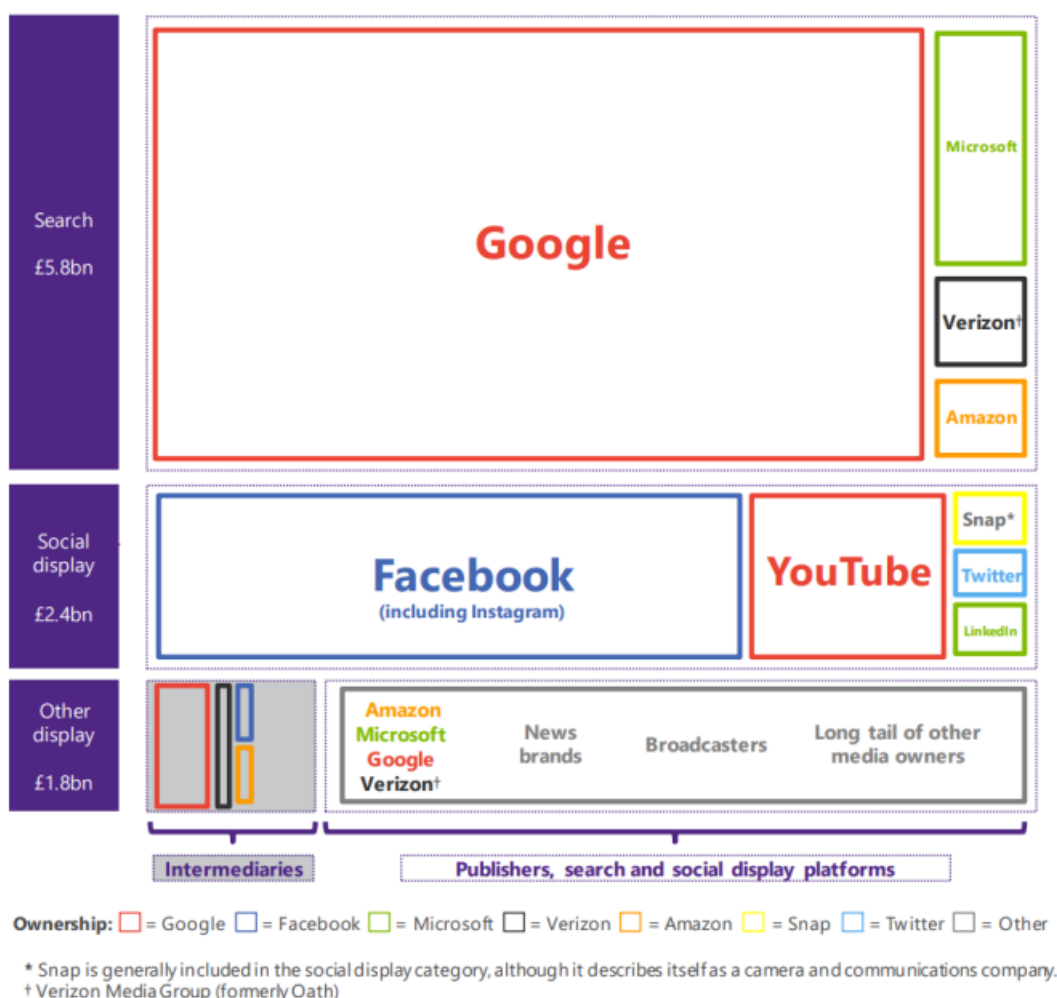 Search
£5.8bn
Google
Microsoft
Verizon†
Amazon
Social
display
£2.4bn
Facebook
(including Instagram)
YouTube
Snap*
Twitter
LinkedIn
Other
display
£1.8bn
Amazon
Microsoft
Google
Verizon†
News
brands
Broadcasters
Long tail of other
media owners
Intermediaries
Publishers, search and social display platforms
Ownership: = Google = Facebook = Microsoft = Verizon = Amazon = Snap = Twitter = Other
* Snap is generally included in the social display category, although it describes itself as a camera and communications company.
† Verizon Media Group (formerly Oath)